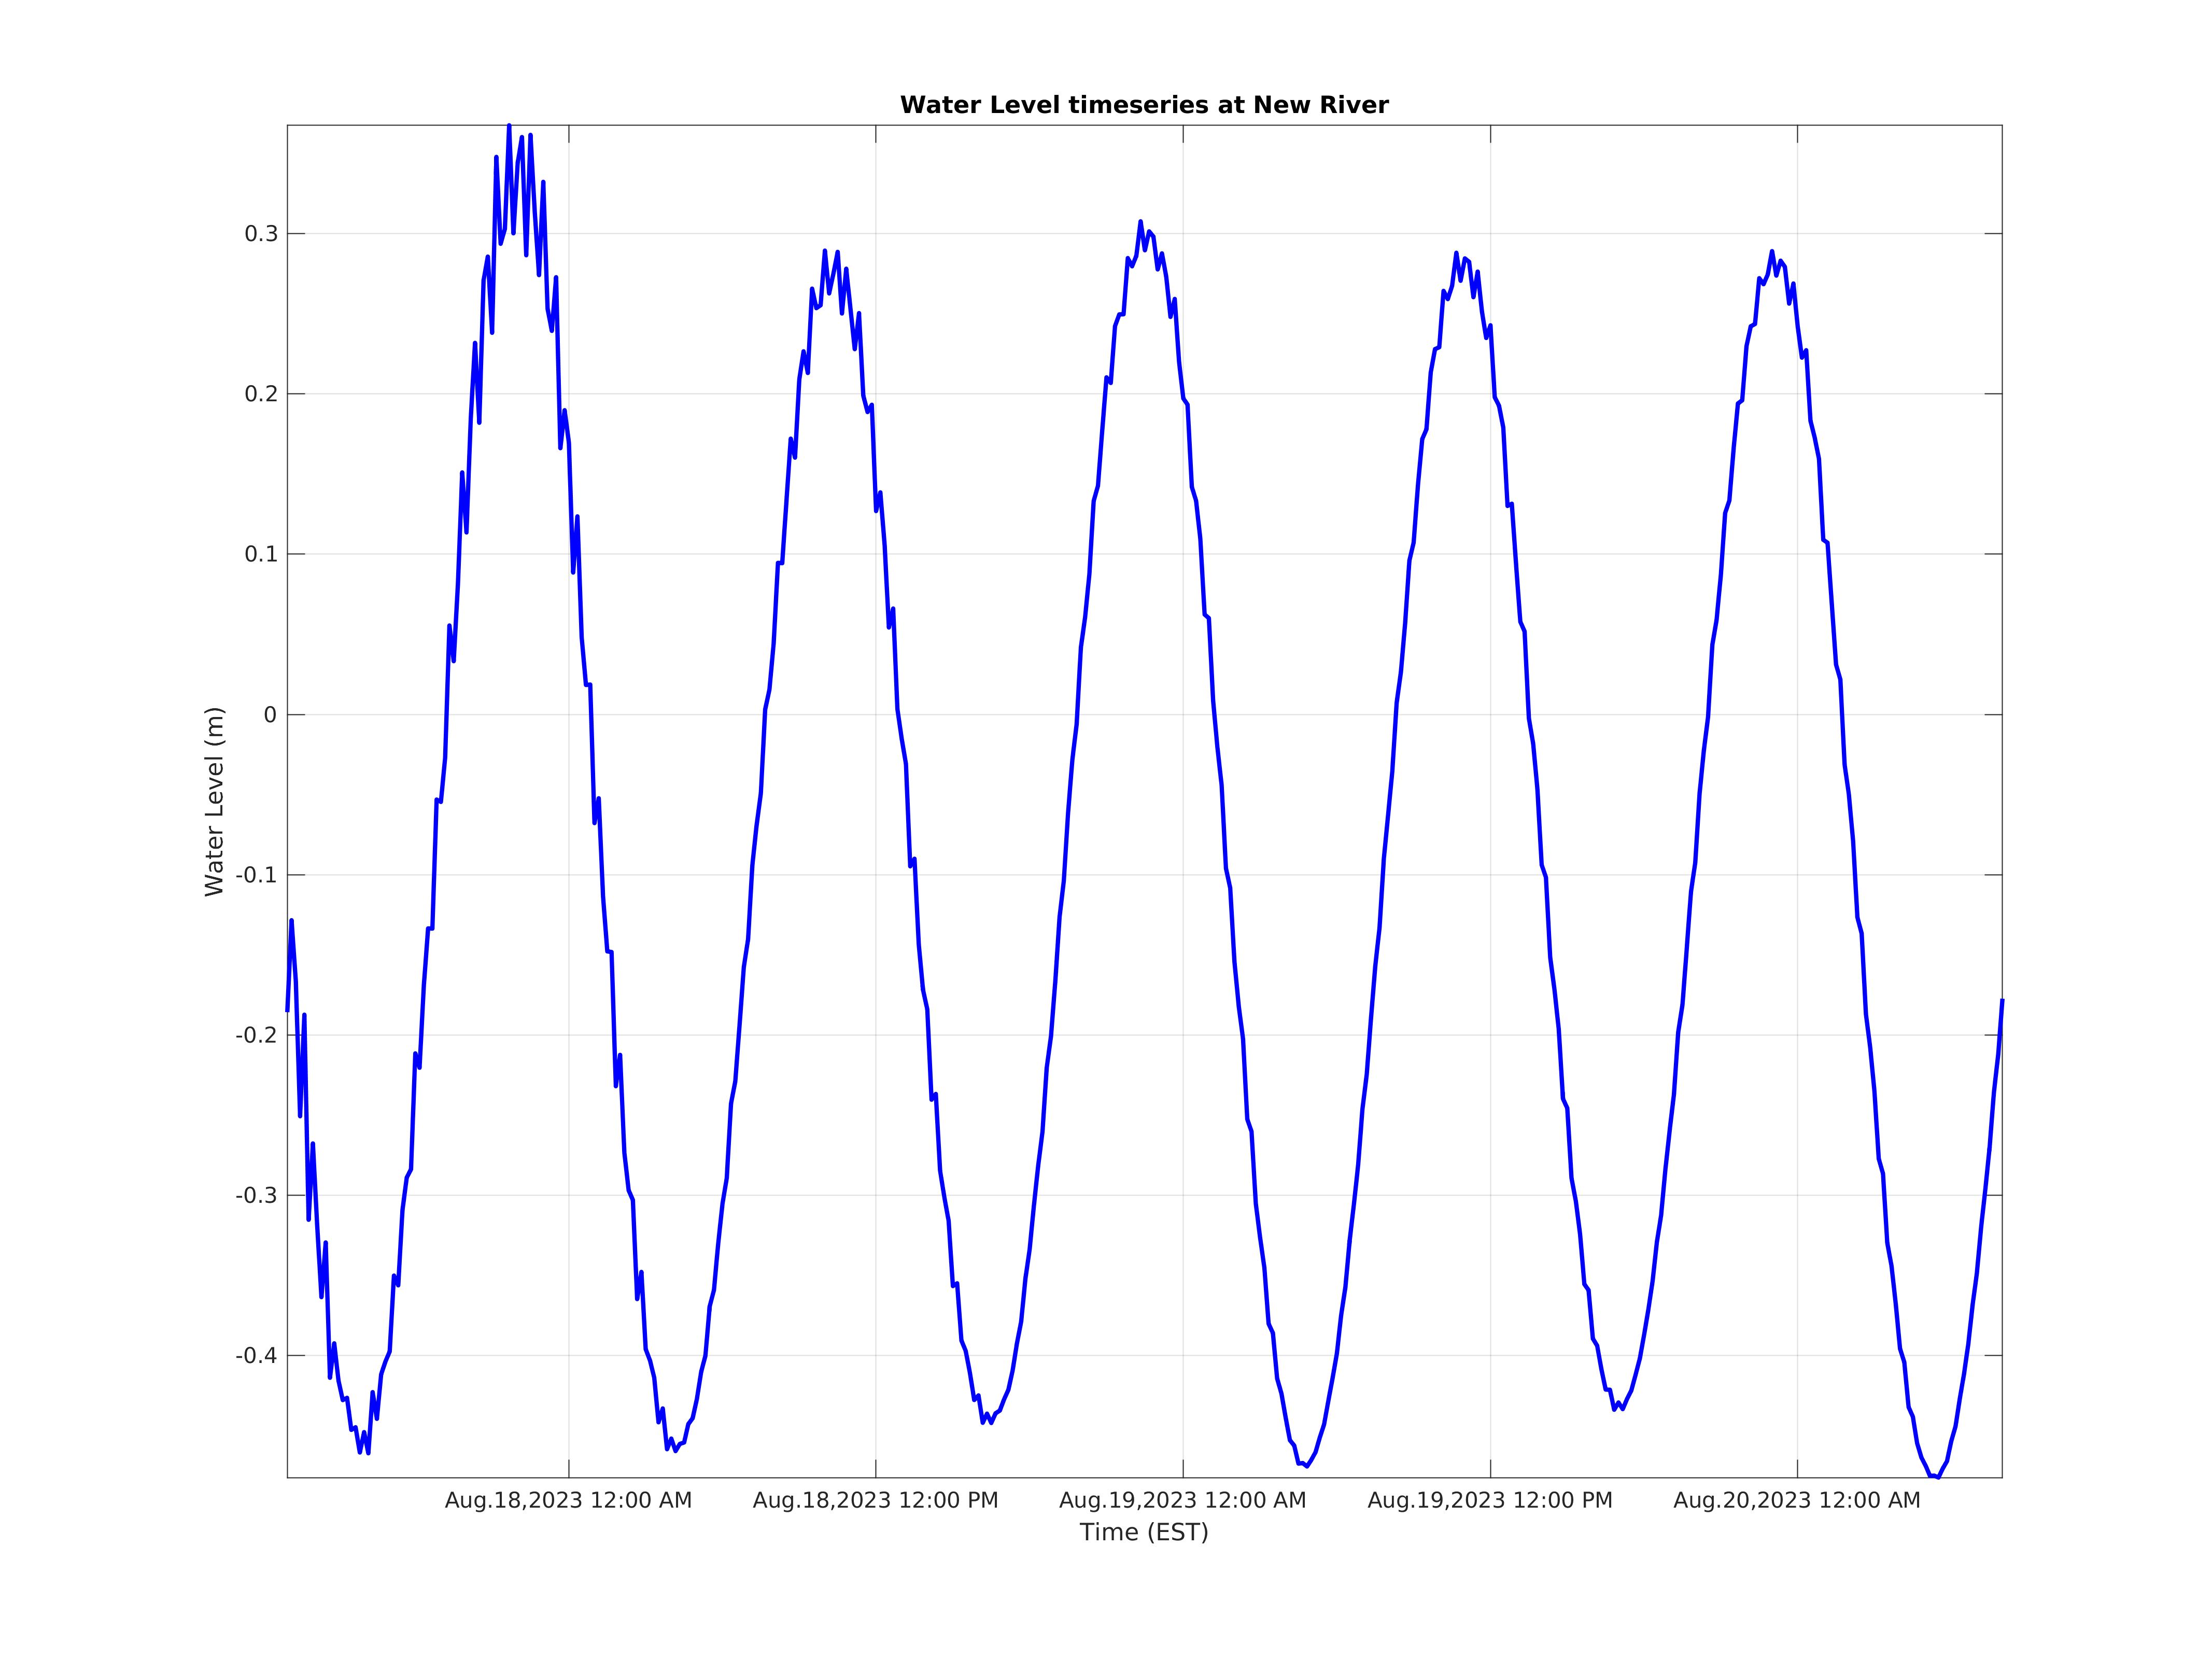 Water Level timeseries at New River
0.3
0.2
0.1
0
-0.1
-0.2
-0.3
-0.4
Water Level (m)
Aug.18,2023 12:00 AM
Aug.18,2023 12:00 PM
Aug.19,2023 12:00 AM
Aug.19,2023 12:00 PM
Aug.20,2023 12:00 AM
Time (EST)